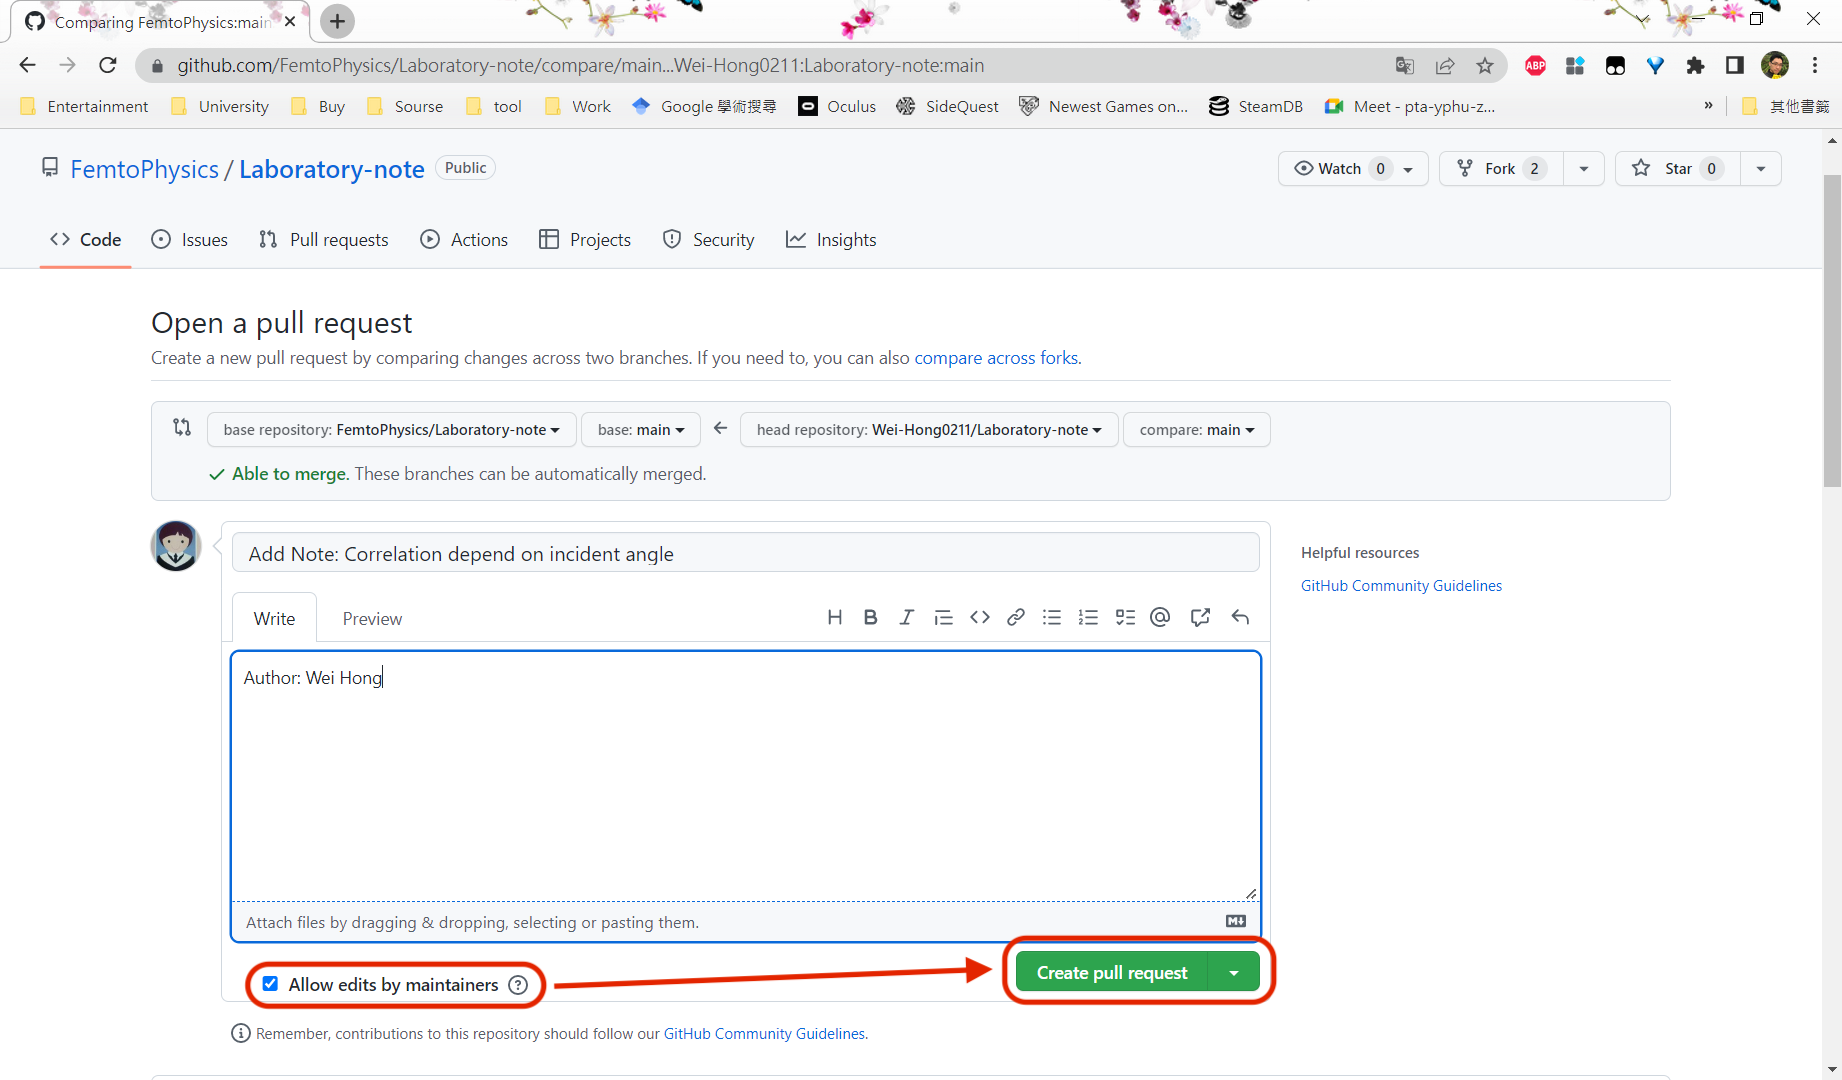 Comparing FemtoPhysics:main
github.com/FemtoPhysics/Laboratory-note/compare/main...Wei-Hong0211:Laboratory-note:main
ABP
Entertainment University Buy Sourse tool Work Google 學術搜尋 Oculus SideQuest Newest Games on... SteamDB Meet - pta-yphu-z... » 其他書籤
FemtoPhysics / Laboratory-note Public Watch 0 Fork 2 Star 0
Code Issues Pull requests Actions Projects Security Insights
Open a pull request
Create a new pull request by comparing changes across two branches. If you need to, you can also compare across forks.
base repository: FemtoPhysics/Laboratory-note base: main head repository: Wei-Hong0211/Laboratory-note compare: main
Able to merge. These branches can be automatically merged.
Add Note: Correlation depend on incident angle
Helpful resources
GitHub Community Guidelines
Write Preview
Author: Wei Hong
Attach files by dragging & dropping, selecting or pasting them.
Allow edits by maintainers Create pull request
Remember, contributions to this repository should follow our GitHub Community Guidelines.